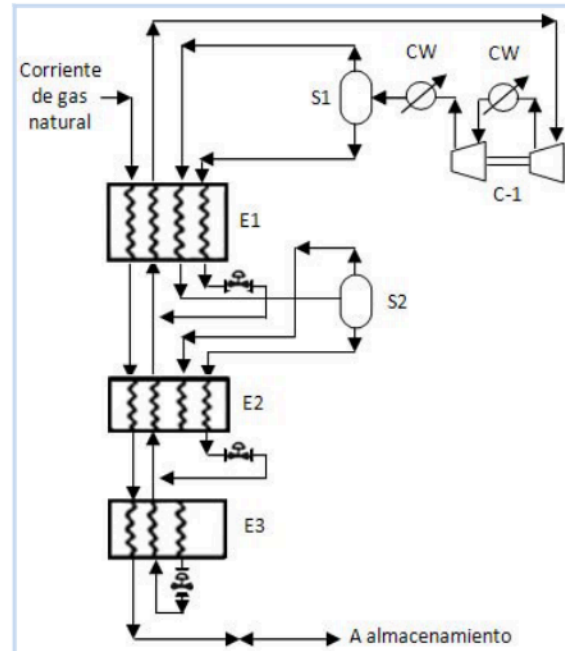 Corriente
de gas
natural
S1
CW
CW
C-1
E1
S2
E2
E3
A almacenamiento